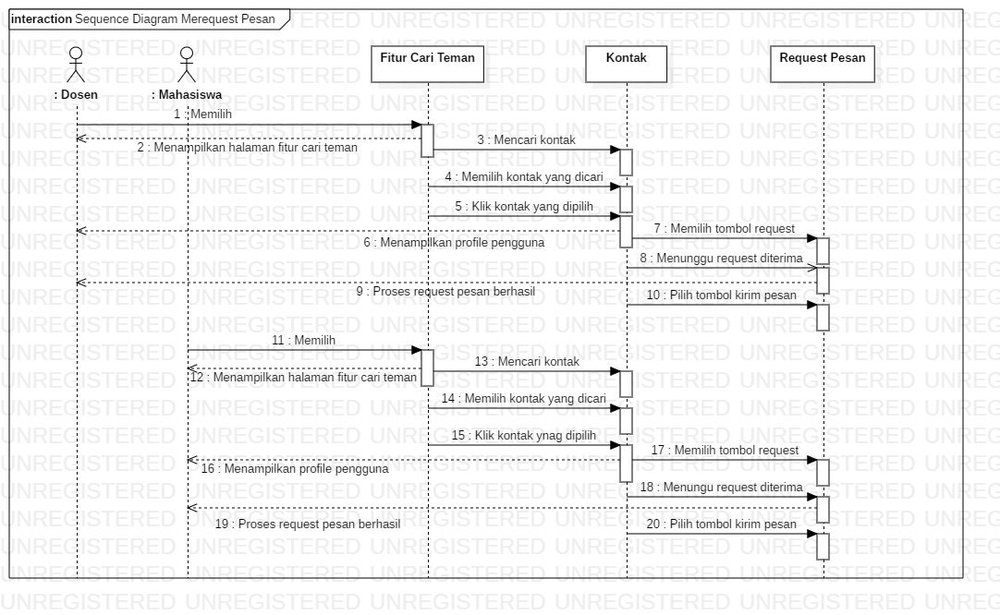 interaction Sequence Diagram Merequest Pesan
Fitur Cari Teman
Kontak
Request Pesan
: Dosen
: Mahasiswa
1 : Memilih
2 : Menampilkan halaman fitur cari teman
3 : Mencari kontak
4 : Memilih kontak yang dicari
5 : Klik kontak yang dipilih
6 : Menampilkan profile pengguna
7 : Memilih tombol request
8 : Menunggu request diterima
9 : Proses request pesan berhasil
10 : Pilih tombol kirim pesan
11 : Memilih
12 : Menampilkan halaman fitur cari teman
13 : Mencari kontak
14 : Memilih kontak yang dicari
15 : Klik kontak ynag dipilih
16 : Menampilkan profile pengguna
17 : Memilih tombol request
18 : Menungu request diterima
19 : Proses request pesan berhasil
20 : Pilih tombol kirim pesan
UNREGISTERED UNREGISTERED UNREGISTERED UNREGISTERED UNREGISTERED